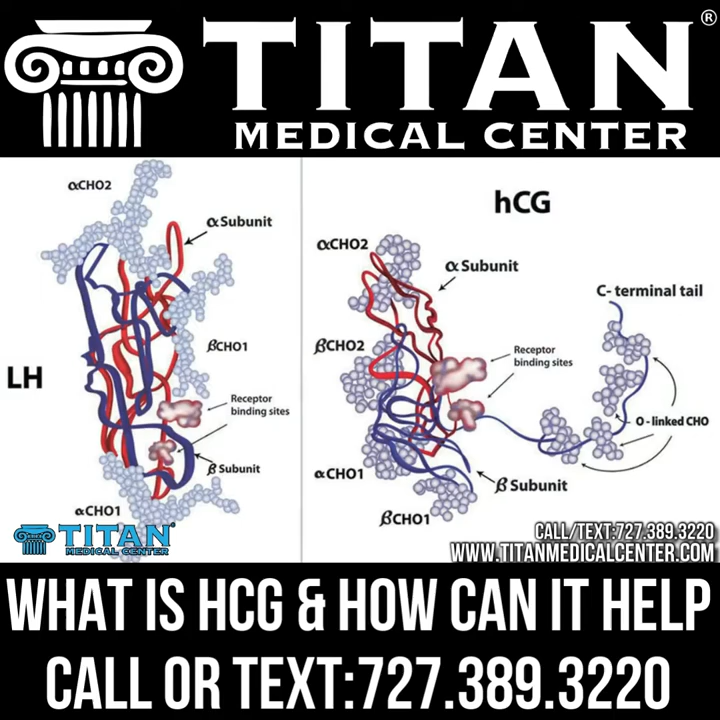 TITAN®
MEDICAL CENTER
αCHO2
α Subunit
βCHO1
LH
Receptor
binding sites
β Subunit
αCHO1
hCG
αCHO2
α Subunit
C- terminal tail
βCHO2
Receptor
binding sites
O - linked CHO
αCHO1
β Subunit
βCHO1
TITAN
MEDICAL CENTER
CALL/TEXT:727.389.3220
WWW.TITANMEDICALCENTER.COM
WHAT IS HCG & HOW CAN IT HELP
CALL OR TEXT:727.389.3220